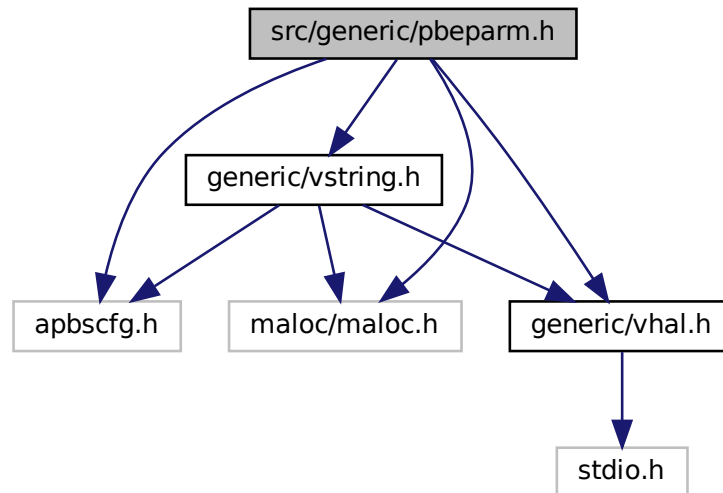 src/generic/pbeparm.h
generic/vstring.h
apbscfg.h
maloc/maloc.h
generic/vhal.h
stdio.h